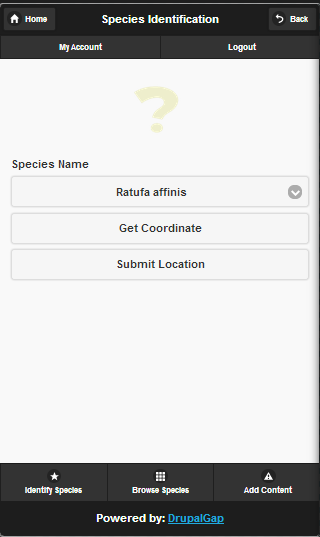 Home Species Identification Back
My Account Logout
?
Species Name
Ratufa affinis
Get Coordinate
Submit Location
Identify Species Browse Species Add Content
Powered by: DrupalGap